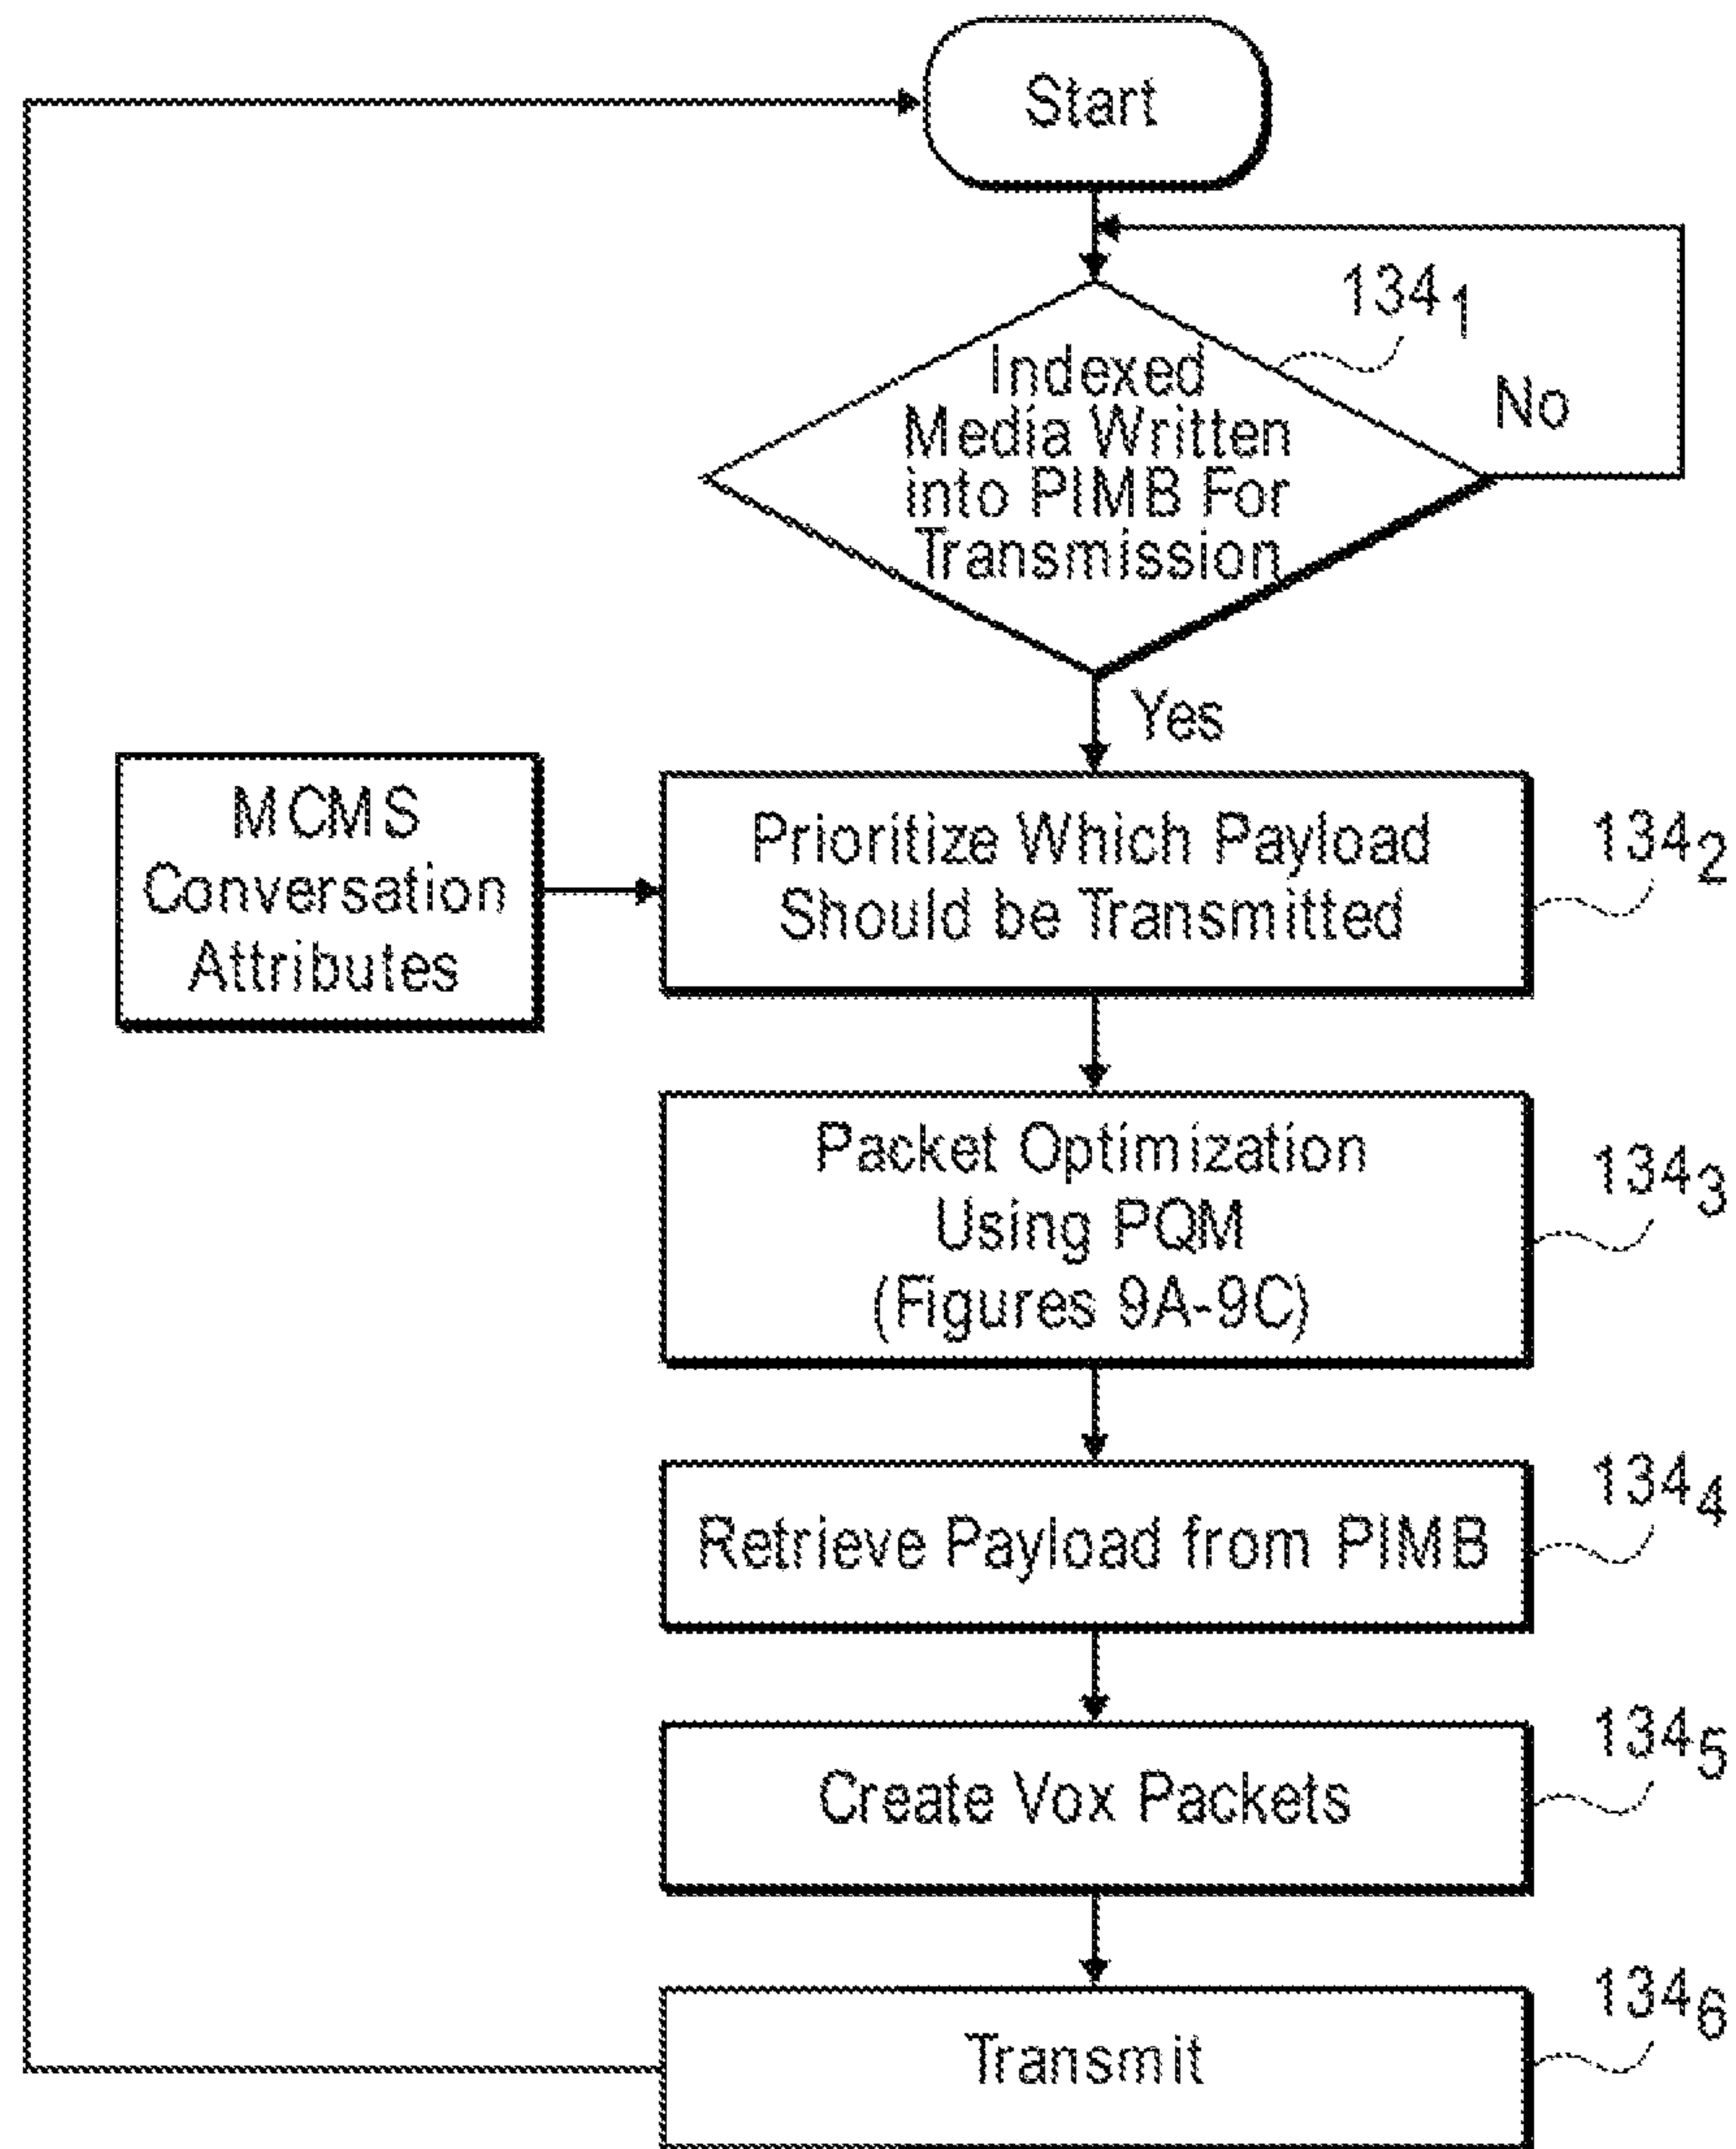 Start
134₁
Indexed
Media Written
into PIMB For
Transmission
No
Yes
MCMS
Conversation
Attributes
Prioritize Which Payload
Should be Transmitted
134₂
Packet Optimization
Using PQM
(Figures 9A-9C)
134₃
Retrieve Payload from PIMB
134₄
Create Vox Packets
134₅
Transmit
134₆